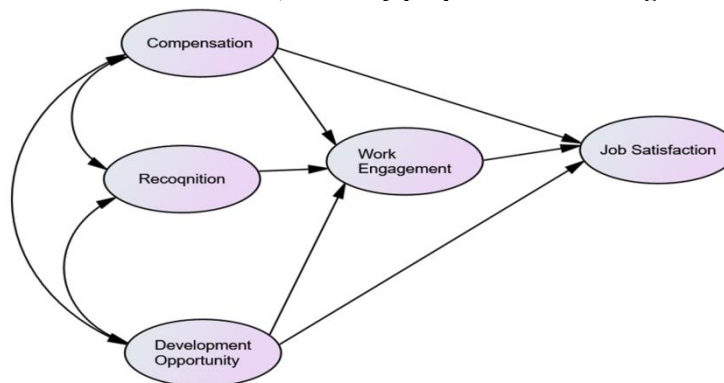 Compensation
Recoqnition
Work
Engagement
Job Satisfaction
Development
Opportunity